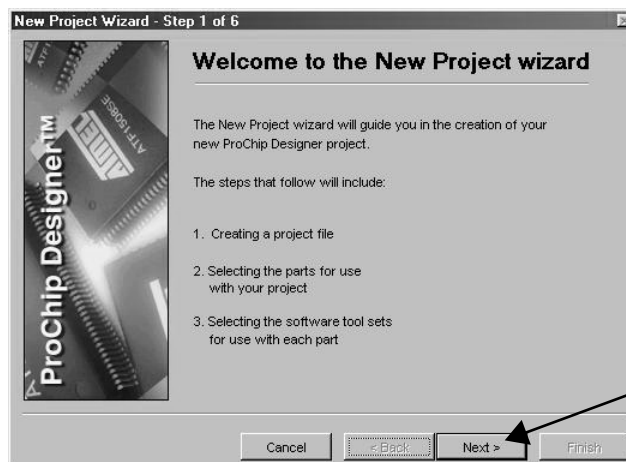 New Project Wizard - Step 1 of 6
Welcome to the New Project wizard
The New Project wizard will guide you in the creation of your
new ProChip Designer project.
The steps that follow will include:
1. Creating a project file
2. Selecting the parts for use
with your project
3. Selecting the software tool sets
for use with each part
ProChip Designer™
ATMEL
ATF1508SE
Cancel
< Back
Next >
Finish